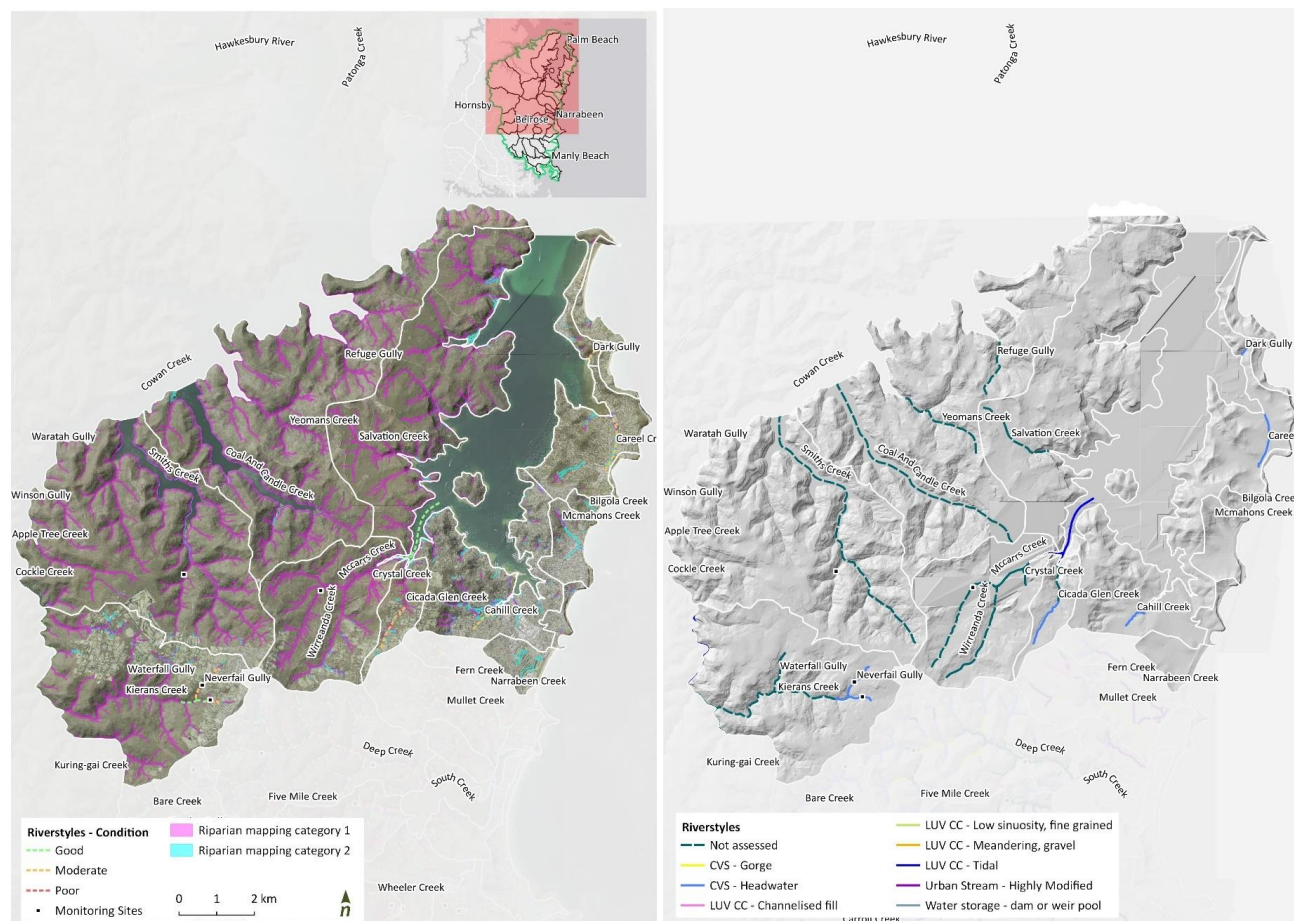 Hawkesbury River
Patonga Creek
Palm Beach
Hornsby
Belrose
Narrabeen
Manly Beach
Refuge Gully
Dark Gully
Cowan Creek
Yeomans Creek
Salvation Creek
Waratah Gully
Careel Cr
Smiths Creek
Coal And Candle Creek
Winson Gully
Bilgola Creek
Mcmahons Creek
Apple Tree Creek
Mccarrs Creek
Cockle Creek
Crystal Creek
Cicada Glen Creek
Cahill Creek
Wirreanda Creek
Waterfall Gully
Neverfail Gully
Fern Creek
Narrabeen Creek
Kierans Creek
Mullet Creek
Deep Creek
Kuring-gai Creek
South Creek
Bare Creek
Five Mile Creek
Wheeler Creek
Riverstyles - Condition
Good
Moderate
Poor
Monitoring Sites
Riparian mapping category 1
Riparian mapping category 2
0 1 2 km
n
Hawkesbury River
Patonga Creek
Refuge Gully
Dark Gully
Cowan Creek
Yeomans Creek
Salvation Creek
Waratah Gully
Caree
Smiths Creek
Coal And Candle Creek
Winson Gully
Bilgola Creek
Mcmahons Creek
Apple Tree Creek
Mccarrs Creek
Cockle Creek
Crystal Creek
Cicada Glen Creek
Cahill Creek
Wirreanda Creek
Waterfall Gully
Neverfail Gully
Fern Creek
Narrabeen Creek
Kierans Creek
Mullet Creek
Deep Creek
Kuring-gai Creek
South Creek
Bare Creek
Five Mile Creek
Riverstyles
Not assessed
CVS - Gorge
CVS - Headwater
LUV CC - Channelised fill
LUV CC - Low sinuosity, fine grained
LUV CC - Meandering, gravel
LUV CC - Tidal
Urban Stream - Highly Modified
Water storage - dam or weir pool
Carroll Creek